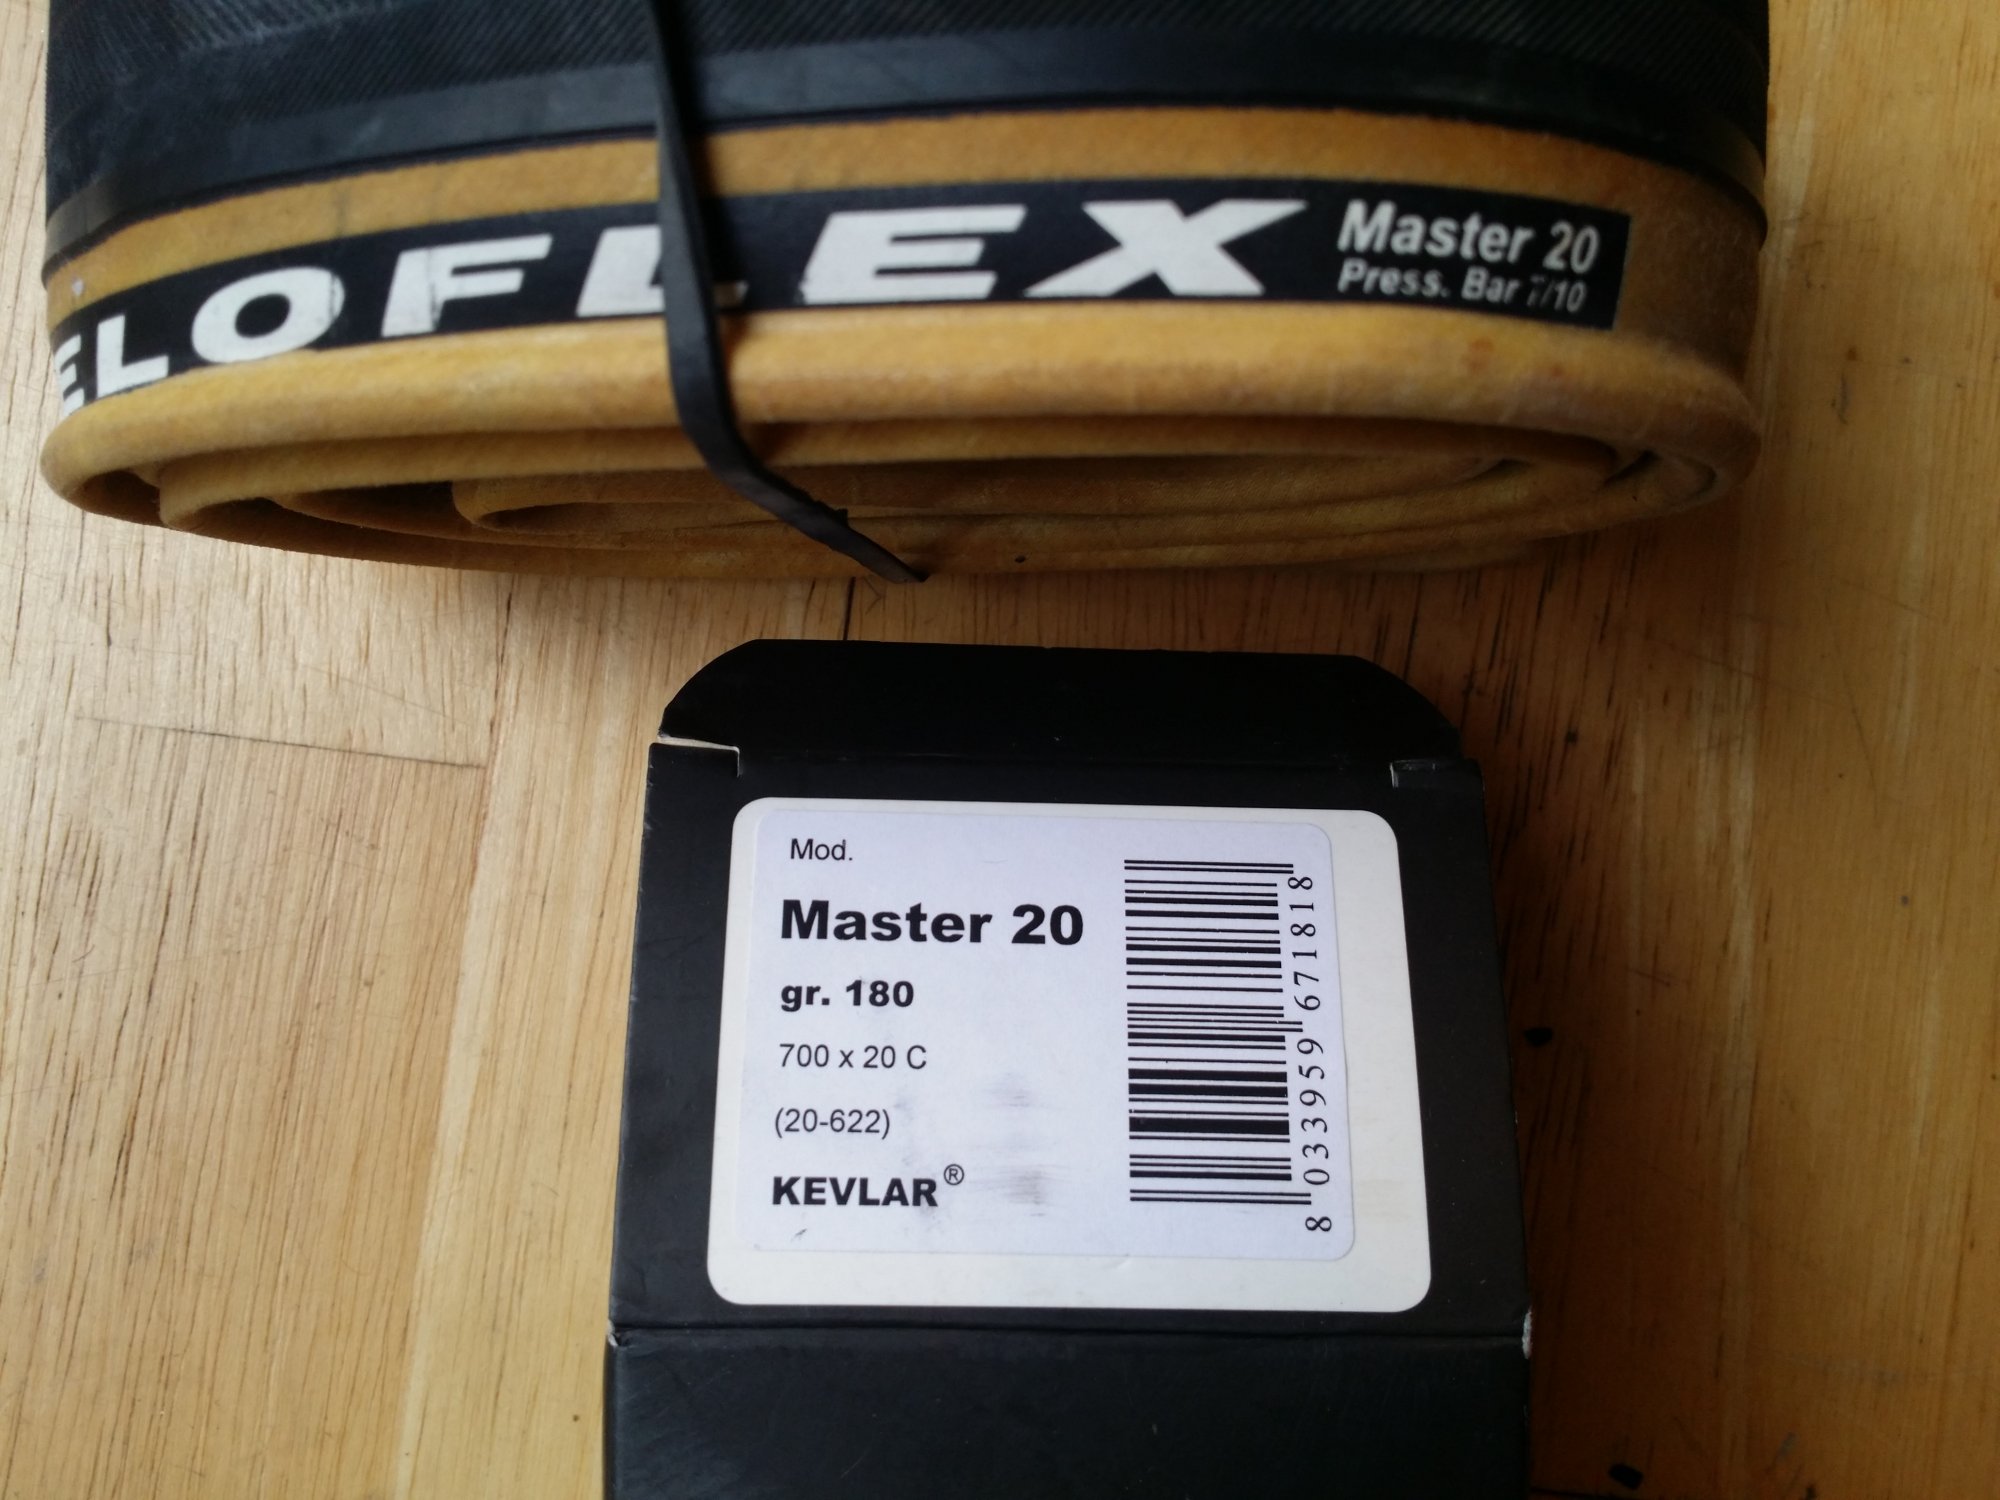 ELOFLEX
Master 20
Press. Bar 7/10
Mod.
Master 20
gr. 180
700 x 20 C
(20-622)
KEVLAR®
8 033959 671818